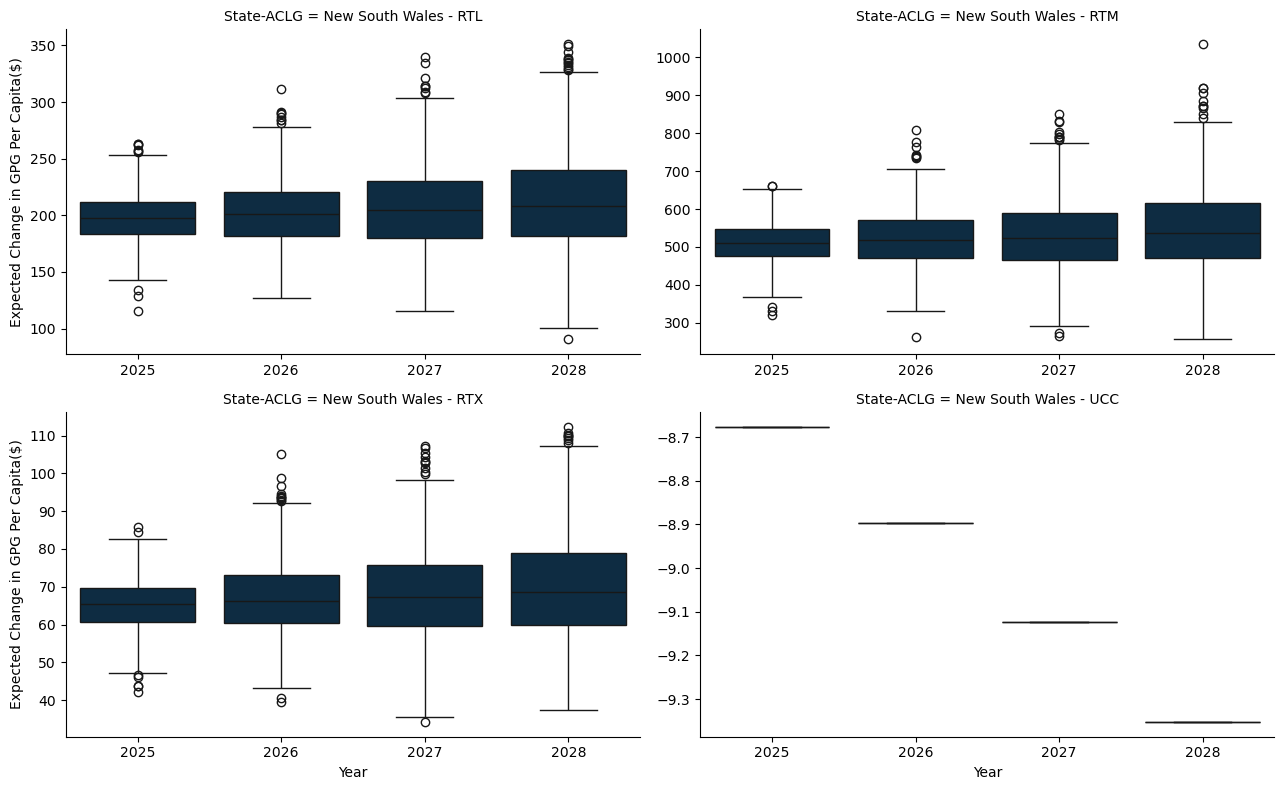 State-ACLG = New South Wales - RTL
Expected Change in GPG Per Capita($)
350
300
250
200
150
100
2025 2026 2027 2028
State-ACLG = New South Wales - RTM
1000
900
800
700
600
500
400
300
2025 2026 2027 2028
State-ACLG = New South Wales - RTX
Expected Change in GPG Per Capita($)
110
100
90
80
70
60
50
40
2025 2026 2027 2028
Year
State-ACLG = New South Wales - UCC
−8.7
−8.8
−8.9
−9.0
−9.1
−9.2
−9.3
2025 2026 2027 2028
Year